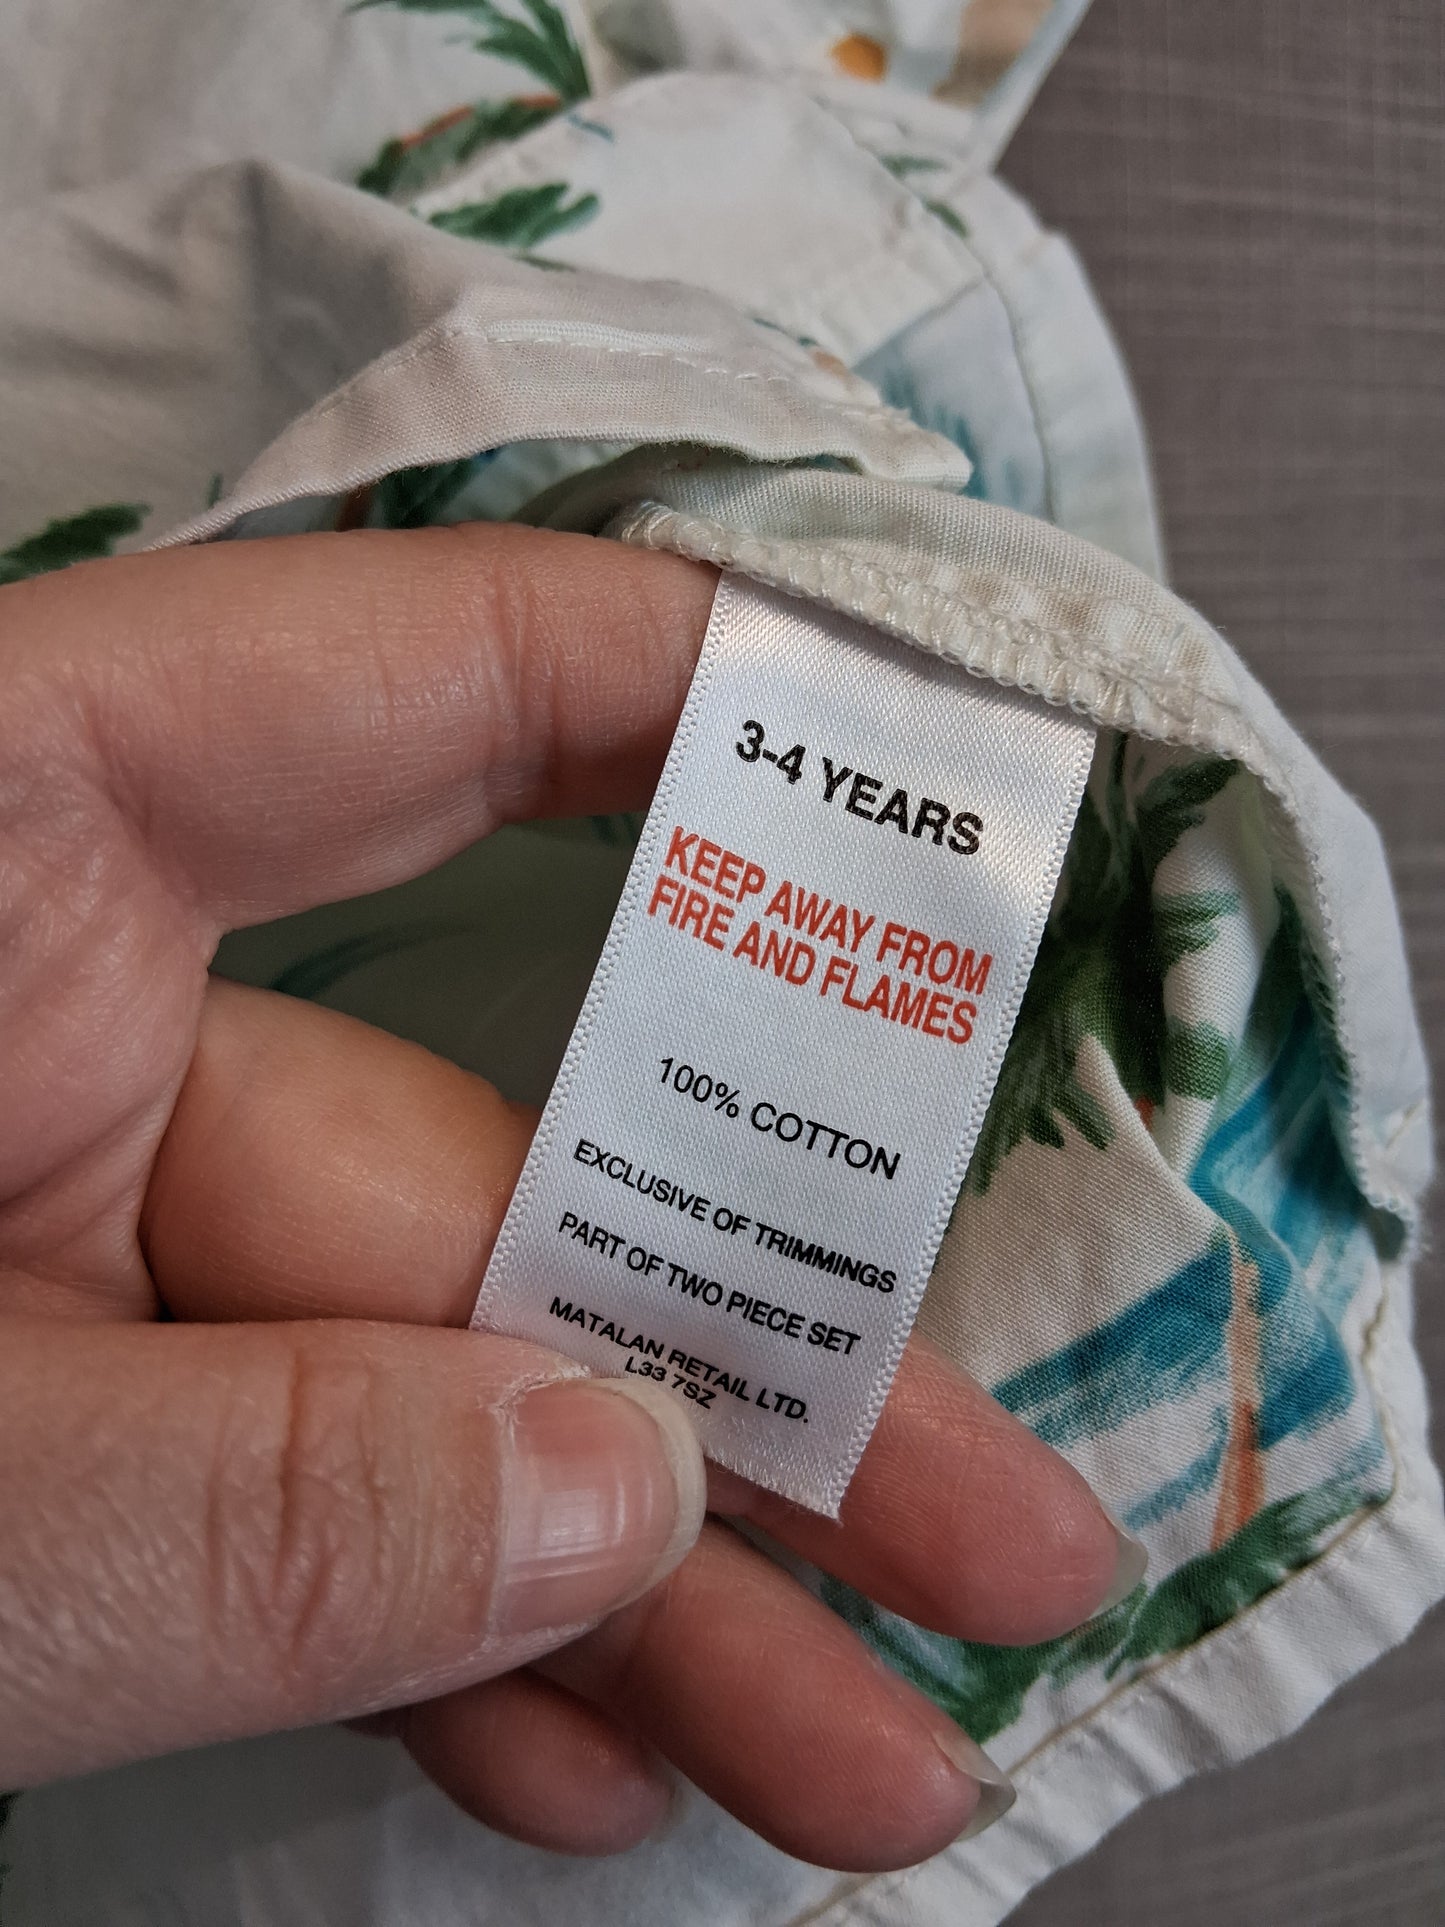 3-4 YEARS
KEEP AWAY FROM
FIRE AND FLAMES
100% COTTON
EXCLUSIVE OF TRIMMINGS
PART OF TWO PIECE SET
MATALAN RETAIL LTD.
L33 7SZ